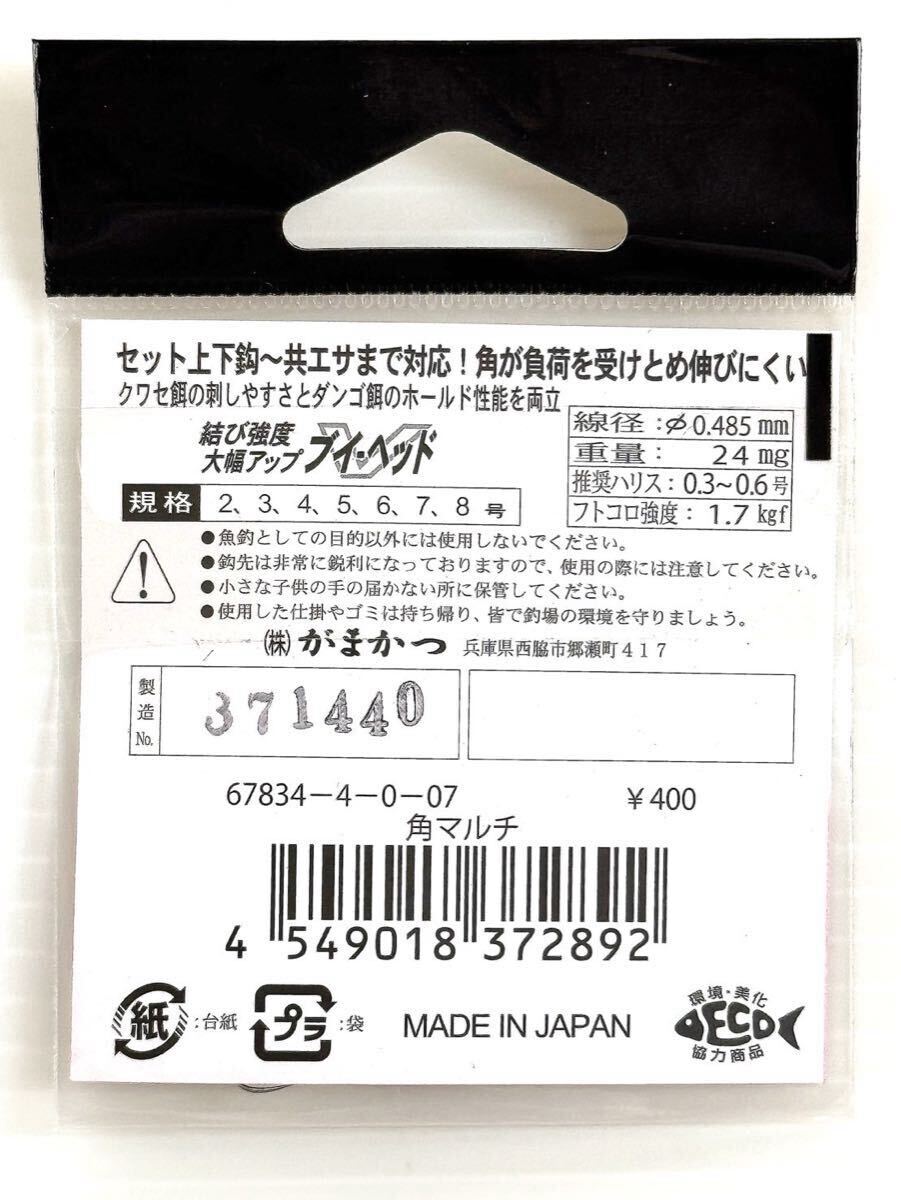 セット上下鈎～共エサまで対応！角が負荷を受けとめ伸びにくい
クワセ餌の刺しやすさとダンゴ餌のホールド性能を両立
結び強度
大幅アップ ブイ・ヘッド
線径：φ0.485 mm
重量：24 mg
推奨ハリス：0.3～0.6号
フトコロ強度：1.7 kgf
規格 2、3、4、5、6、7、8 号
●魚釣としての目的以外には使用しないでください。
●鈎先は非常に鋭利になっておりますので、使用の際には注意してください。
●小さな子供の手の届かない所に保管してください。
●使用した仕掛やゴミは持ち帰り、皆で釣場の環境を守りましょう。
㈱ がまかつ 兵庫県西脇市郷瀬町417
製造No. 371440
67834-4-0-07 ￥400
角マルチ
4 549018 372892
紙：台紙 プラ：袋 MADE IN JAPAN
環境・美化
ECO
協力商品